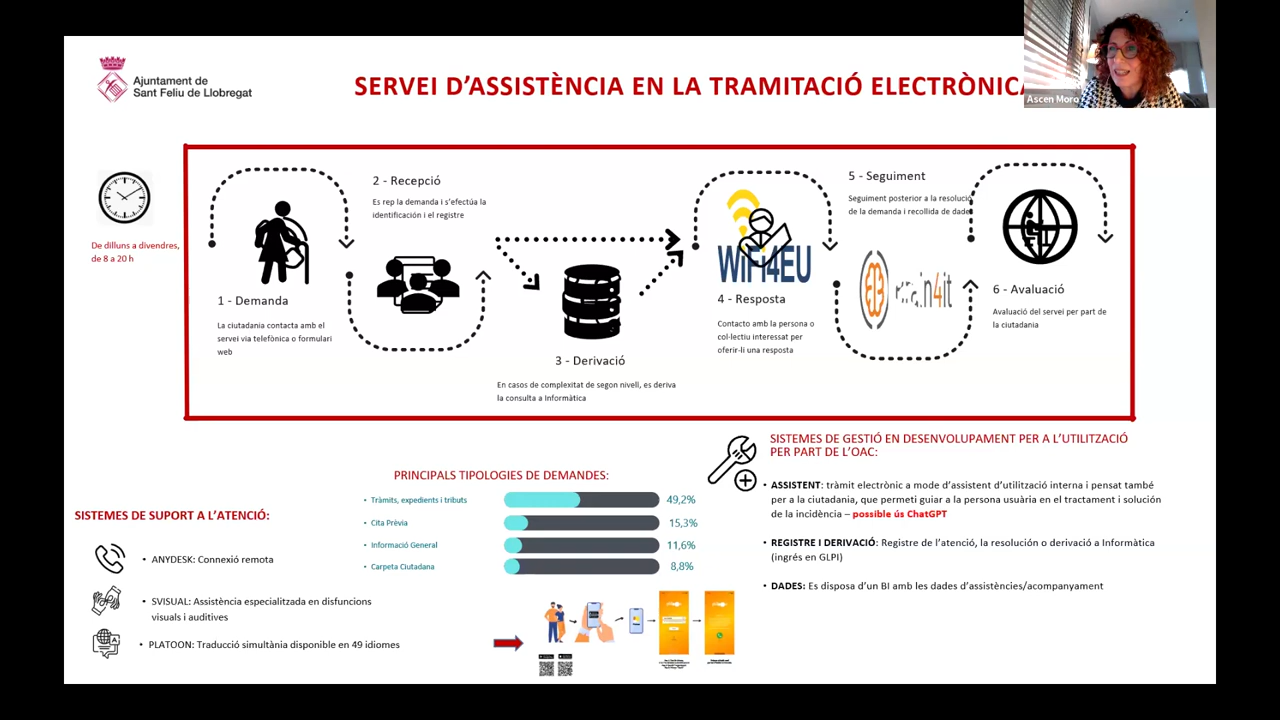 Ajuntament de
Sant Feliu de Llobregat
SERVEI D'ASSISTÈNCIA EN LA TRAMITACIÓ ELECTRÒNICA
Ascen Moro
De dilluns a divendres,
de 8 a 20 h
1 - Demanda
La ciutadania contacta amb el
servei via telefònica o formulari
web
2 - Recepció
Es rep la demanda i s'efectúa la
identificación i el registre
3 - Derivació
En casos de complexitat de segon nivell, es deriva
la consulta a Informàtica
WiFi4EU
4 - Resposta
Contacto amb la persona o
col·lectiu interessat per
oferir-li una resposta
5 - Seguiment
Seguiment posterior a la resolució
de la demanda i recollida de dades
n4it
6 - Avaluació
Avaluació del servei per part de
la ciutadania
SISTEMES DE SUPORT A L'ATENCIÓ:
• ANYDESK: Connexió remota
• SVISUAL: Assistència especialitzada en disfuncions
visuals i auditives
• PLATOON: Traducció simultània disponible en 49 idiomes
PRINCIPALS TIPOLOGIES DE DEMANDES:
• Tràmits, expedients i tributs 49,2%
• Cita Prèvia 15,3%
• Informació General 11,6%
• Carpeta Ciutadana 8,8%
SISTEMES DE GESTIÓ EN DESENVOLUPAMENT PER A L'UTILITZACIÓ
PER PART DE L'OAC:
• ASSISTENT: tràmit electrònic a mode d'assistent d'utilització interna i pensat també
per a la ciutadania, que permeti guiar a la persona usuària en el tractament i solución
de la incidència – possible ús ChatGPT
• REGISTRE I DERIVACIÓ: Registre de l'atenció, la resolución o derivació a Informàtica
(ingrés en GLPI)
• DADES: Es disposa d'un BI amb les dades d'assistències/acompanyament